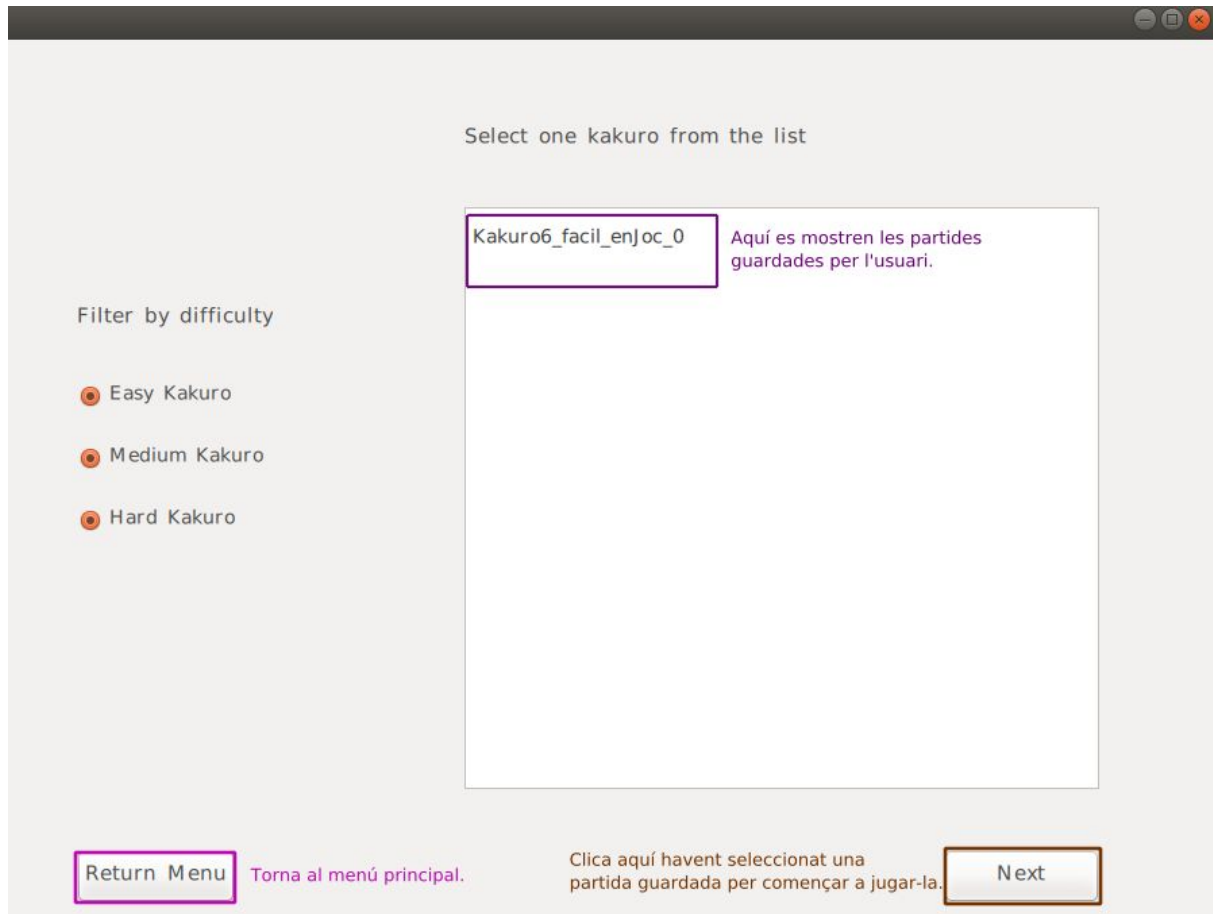 Select one kakuro from the list
Kakuro6_facil_enJoc_0
Aquí es mostren les partides
guardades per l'usuari.
Filter by difficulty
Easy Kakuro
Medium Kakuro
Hard Kakuro
Return Menu
Torna al menú principal.
Clica aquí havent seleccionat una
partida guardada per començar a jugar-la.
Next